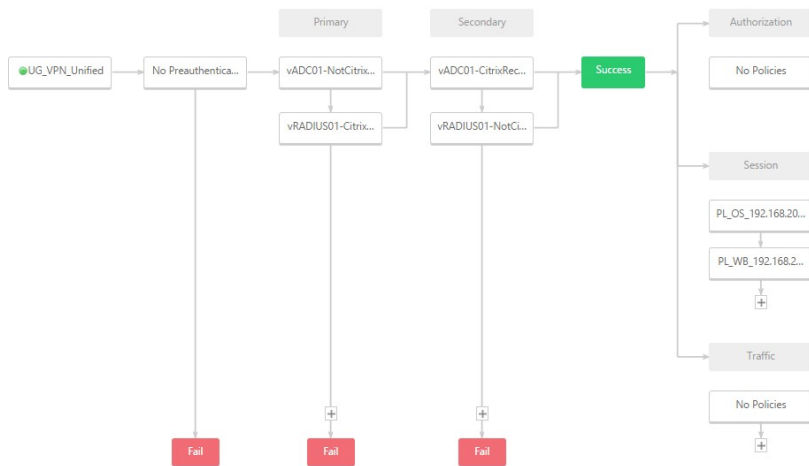 Primary
Secondary
Authorization
UG_VPN_Unified
No Preauthentica...
vADC01-NotCitrix...
vADC01-CitrixRec...
Success
No Policies
vRADIUS01-Citrix...
vRADIUS01-NotCi...
Session
PL_OS_192.168.20...
PL_WB_192.168.2...
Traffic
No Policies
Fail
Fail
Fail